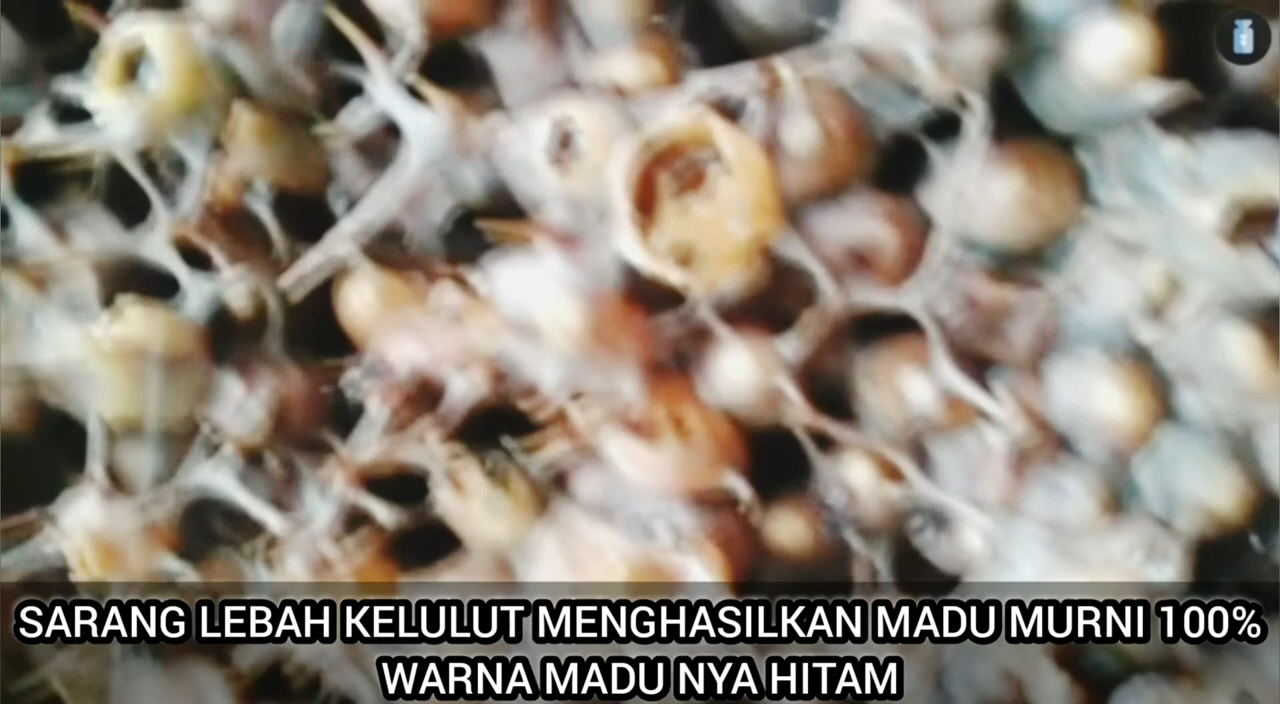 SARANG LEBAH KELULUT MENGHASILKAN MADU MURNI 100%
WARNA MADU NYA HITAM